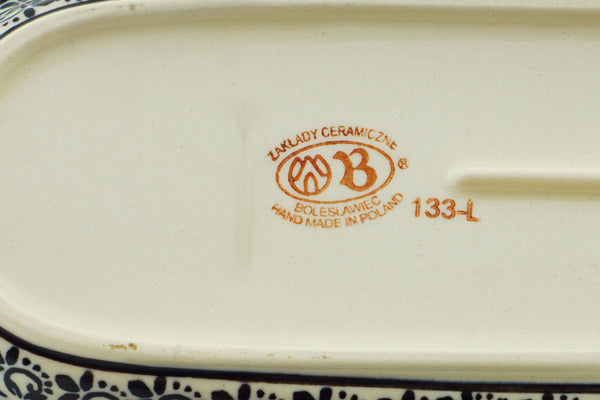 ZAKŁADY CERAMICZNE
B ®
BOLESŁAWIEC
HAND MADE IN POLAND
133-L